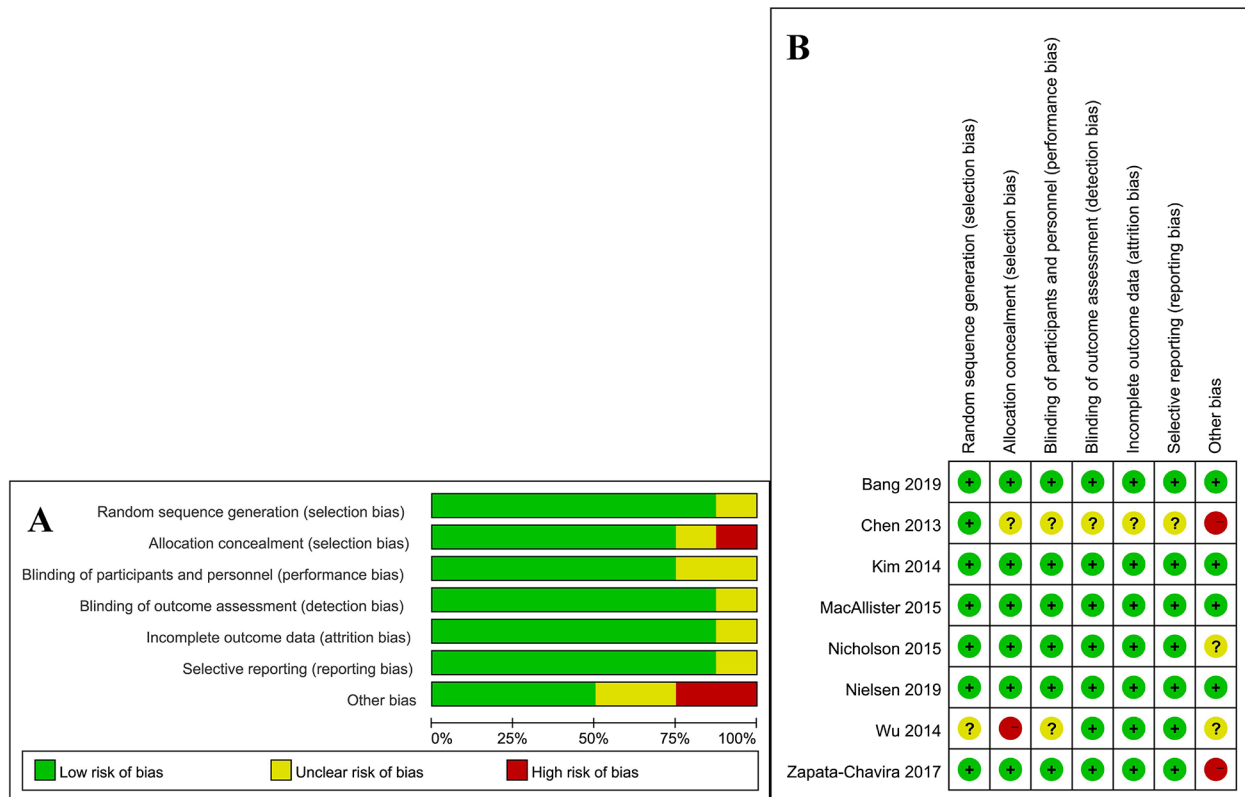 A
Random sequence generation (selection bias)
Allocation concealment (selection bias)
Blinding of participants and personnel (performance bias)
Blinding of outcome assessment (detection bias)
Incomplete outcome data (attrition bias)
Selective reporting (reporting bias)
Other bias
0% 25% 50% 75% 100%
Low risk of bias Unclear risk of bias High risk of bias
B
Random sequence generation (selection bias)
Allocation concealment (selection bias)
Blinding of participants and personnel (performance bias)
Blinding of outcome assessment (detection bias)
Incomplete outcome data (attrition bias)
Selective reporting (reporting bias)
Other bias
Bang 2019 + + + + + + +
Chen 2013 + ? ? ? ? ? -
Kim 2014 + + + + + + +
MacAllister 2015 + + + + + + +
Nicholson 2015 + + + + + + ?
Nielsen 2019 + + + + + + +
Wu 2014 ? - ? + + + ?
Zapata-Chavira 2017 + + + + + + -